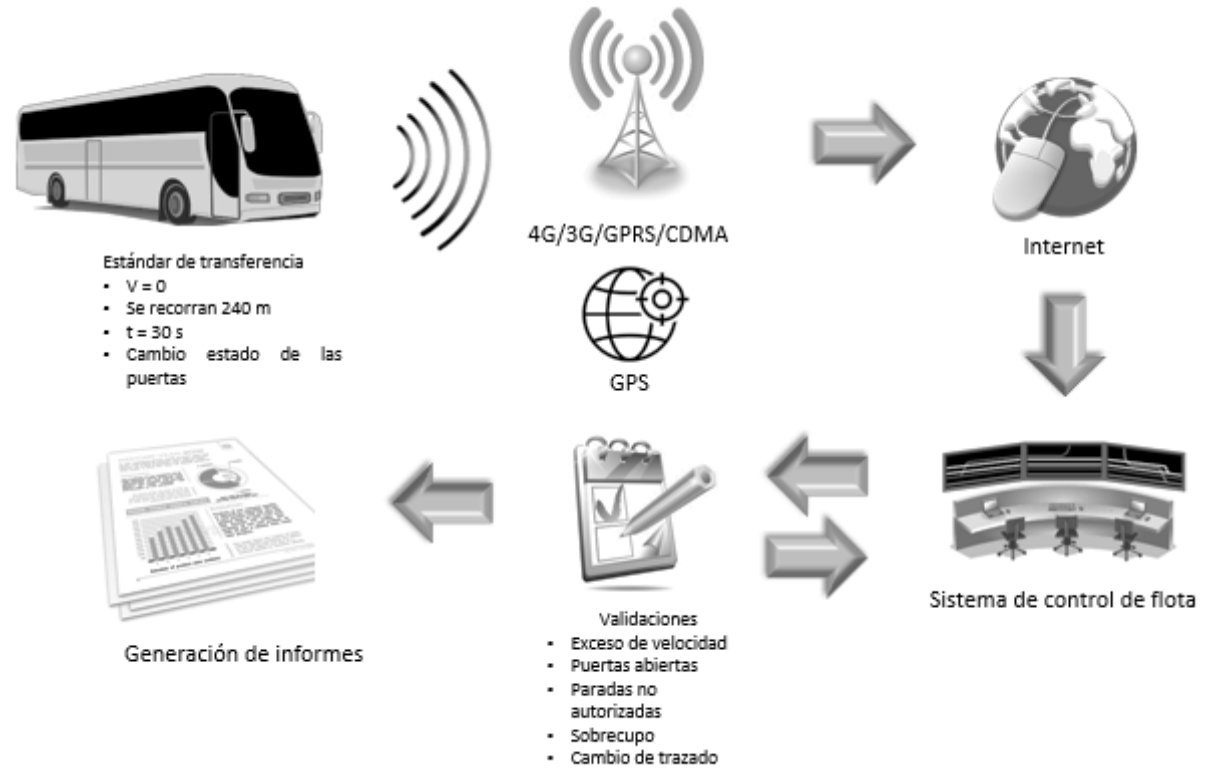 4G/3G/GPRS/CDMA
Internet
Estándar de transferencia
▪ V = 0
▪ Se recorran 240 m
▪ t = 30 s
▪ Cambio estado de las
puertas
GPS
Sistema de control de flota
Validaciones
▪ Exceso de velocidad
▪ Puertas abiertas
▪ Paradas no
autorizadas
▪ Sobrecupo
▪ Cambio de trazado
Generación de informes